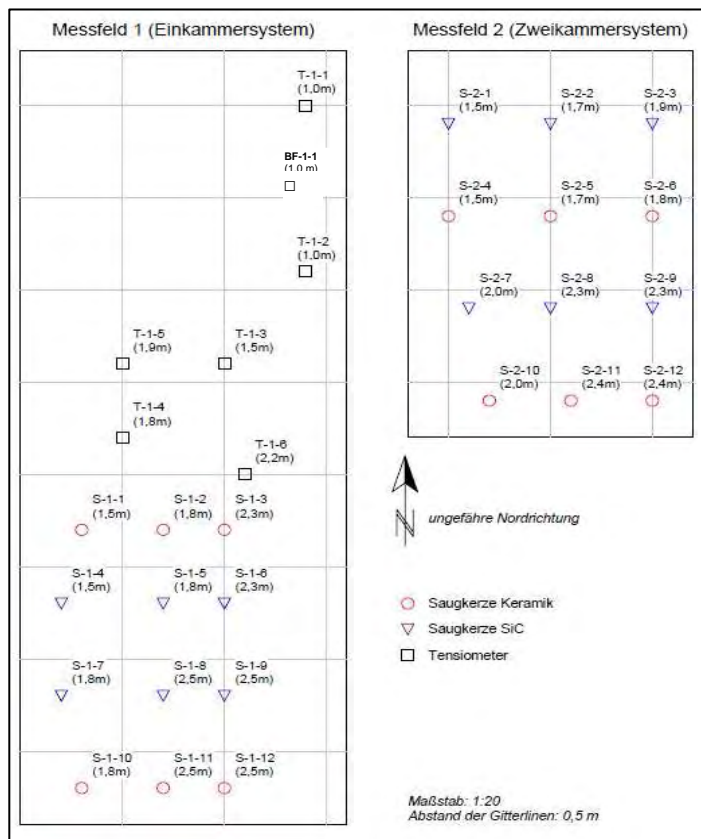 Messfeld 1 (Einkammersystem)
T-1-1
(1,0m)
BF-1-1
(1,0 m)
T-1-2
(1,0m)
T-1-5
(1,9m)
T-1-3
(1,5m)
T-1-4
(1,8m)
T-1-6
(2,2m)
S-1-1
(1,5m)
S-1-2
(1,8m)
S-1-3
(2,3m)
S-1-4
(1,5m)
S-1-5
(1,8m)
S-1-6
(2,3m)
S-1-7
(1,8m)
S-1-8
(2,5m)
S-1-9
(2,5m)
S-1-10
(1,8m)
S-1-11
(2,5m)
S-1-12
(2,5m)
Messfeld 2 (Zweikammersystem)
S-2-1
(1,5m)
S-2-2
(1,7m)
S-2-3
(1,9m)
S-2-4
(1,5m)
S-2-5
(1,7m)
S-2-6
(1,8m)
S-2-7
(2,0m)
S-2-8
(2,3m)
S-2-9
(2,3m)
S-2-10
(2,0m)
S-2-11
(2,4m)
S-2-12
(2,4m)
N
ungefähre Nordrichtung
Saugkerze Keramik
Saugkerze SiC
Tensiometer
Maßstab: 1:20
Abstand der Gitterlinen: 0,5 m